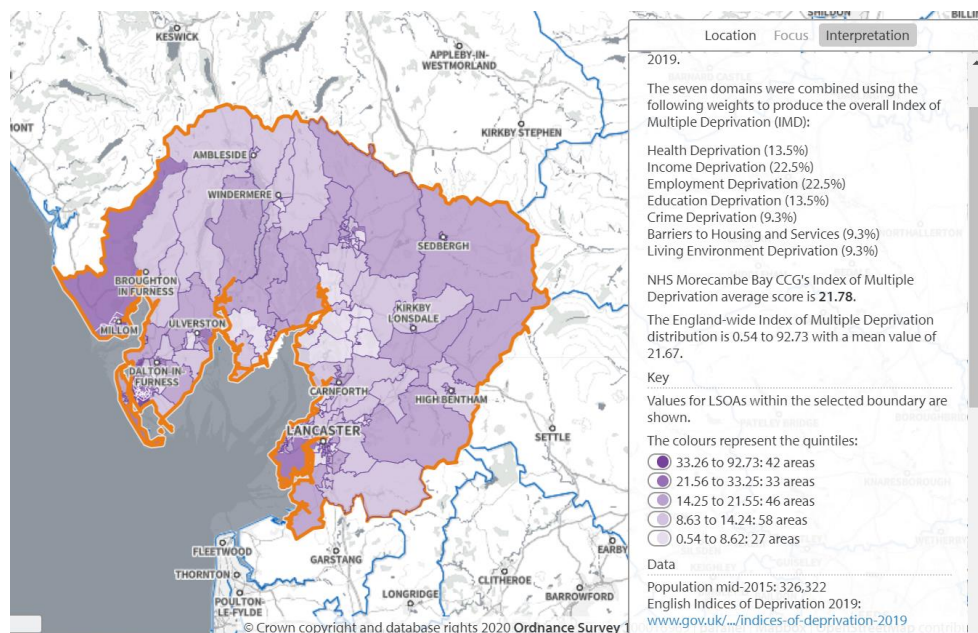 SHILDON
BILLI
KESWICK
APPLEBY-IN-
WESTMORLAND
MONT
KIRKBY STEPHEN
AMBLESIDE
WINDERMERE
SEDBERGH
BROUGHTON
IN FURNESS
KIRKBY
LONSDALE
MILLOM
ULVERSTON
DALTON-IN-
FURNESS
CARNFORTH
HIGH BENTHAM
LANCASTER
SETTLE
FLEETWOOD
GARSTANG
EARBY
THORNTON
CLITHEROE
POULTON-
LE-FYLDE
LONGRIDGE
BARROWFORD
© Crown copyright and database rights 2020 Ordnance Survey 1
Location Focus Interpretation
2019.
The seven domains were combined using the
following weights to produce the overall Index of
Multiple Deprivation (IMD):
Health Deprivation (13.5%)
Income Deprivation (22.5%)
Employment Deprivation (22.5%)
Education Deprivation (13.5%)
Crime Deprivation (9.3%)
Barriers to Housing and Services (9.3%)
Living Environment Deprivation (9.3%)
NHS Morecambe Bay CCG's Index of Multiple
Deprivation average score is 21.78.
The England-wide Index of Multiple Deprivation
distribution is 0.54 to 92.73 with a mean value of
21.67.
Key
Values for LSOAs within the selected boundary are
shown.
The colours represent the quintiles:
33.26 to 92.73: 42 areas
21.56 to 33.25: 33 areas
14.25 to 21.55: 46 areas
8.63 to 14.24: 58 areas
0.54 to 8.62: 27 areas
Data
Population mid-2015: 326,322
English Indices of Deprivation 2019:
www.gov.uk/.../indices-of-deprivation-2019